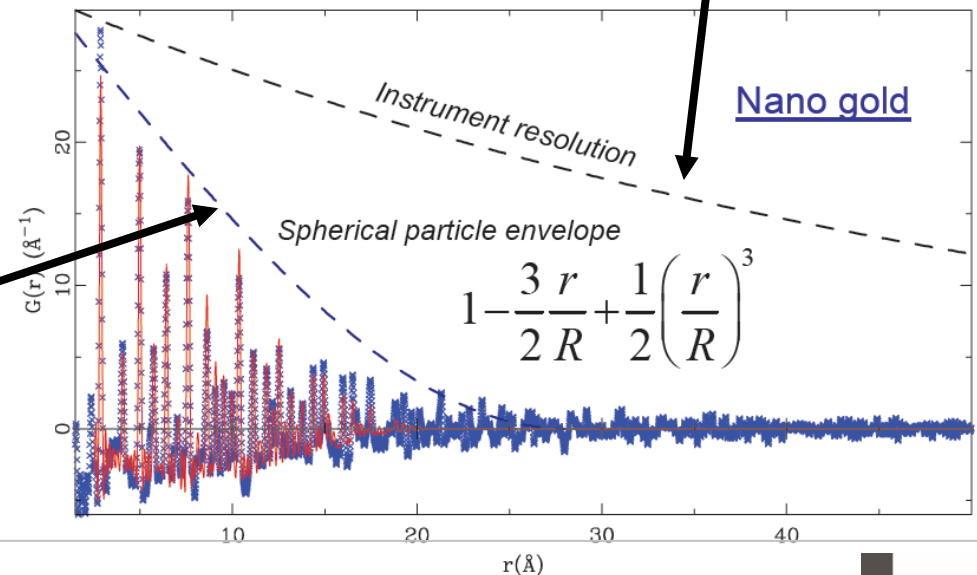 Instrument resolution
Nano gold
Spherical particle envelope
1 - 3/2 r/R + 1/2 (r/R)^3
G(r) (Å⁻¹)
20
10
0
10 20 30 40
r(Å)